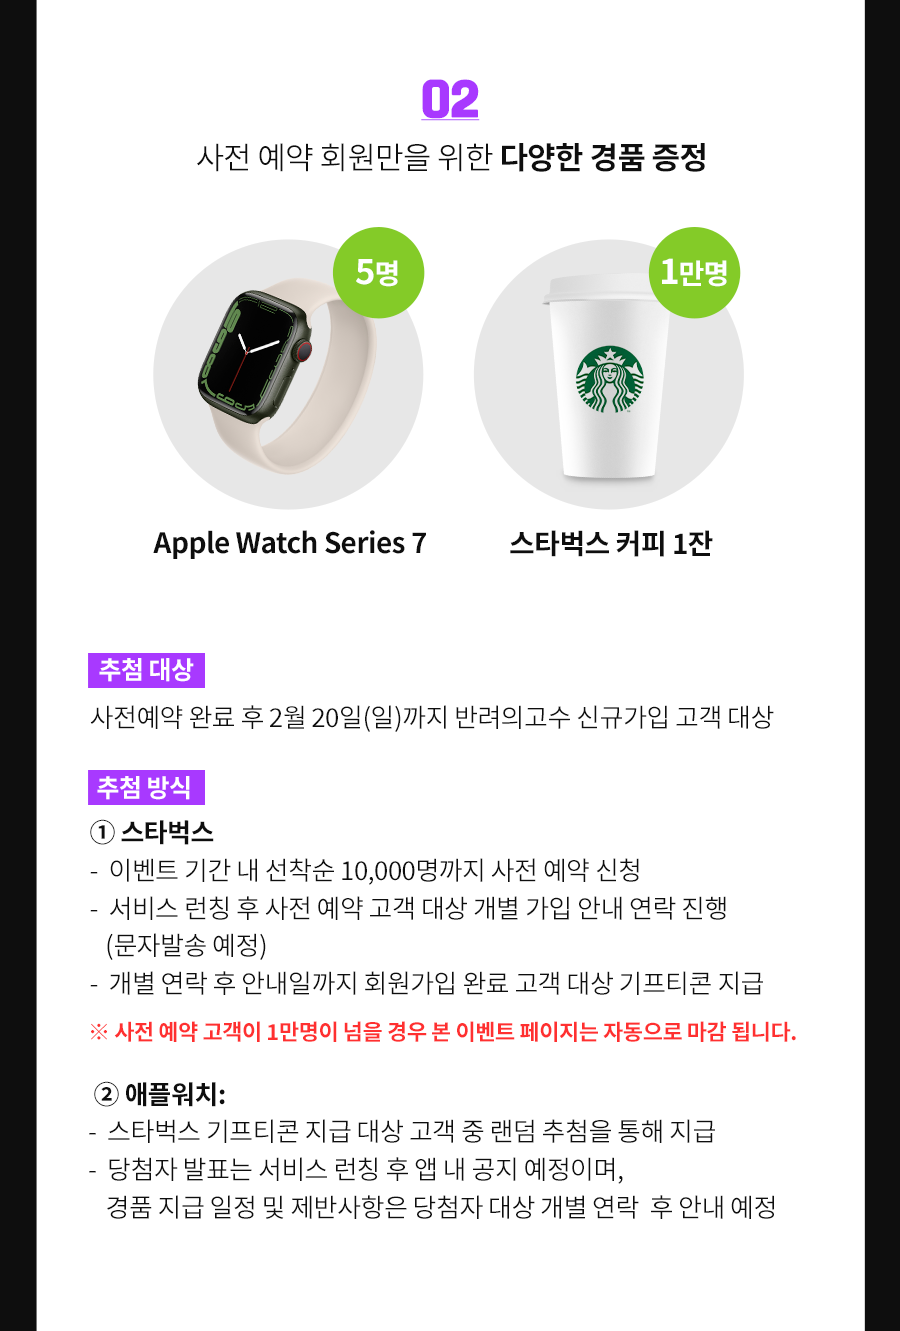 02
사전 예약 회원만을 위한 다양한 경품 증정
5명
1만명
Apple Watch Series 7
스타벅스 커피 1잔
추첨 대상
사전예약 완료 후 2월 20일(일)까지 반려의고수 신규가입 고객 대상
추첨 방식
① 스타벅스
- 이벤트 기간 내 선착순 10,000명까지 사전 예약 신청
- 서비스 런칭 후 사전 예약 고객 대상 개별 가입 안내 연락 진행
(문자발송 예정)
- 개별 연락 후 안내일까지 회원가입 완료 고객 대상 기프티콘 지급
※ 사전 예약 고객이 1만명이 넘을 경우 본 이벤트 페이지는 자동으로 마감 됩니다.
② 애플워치:
- 스타벅스 기프티콘 지급 대상 고객 중 랜덤 추첨을 통해 지급
- 당첨자 발표는 서비스 런칭 후 앱 내 공지 예정이며,
경품 지급 일정 및 제반사항은 당첨자 대상 개별 연락 후 안내 예정